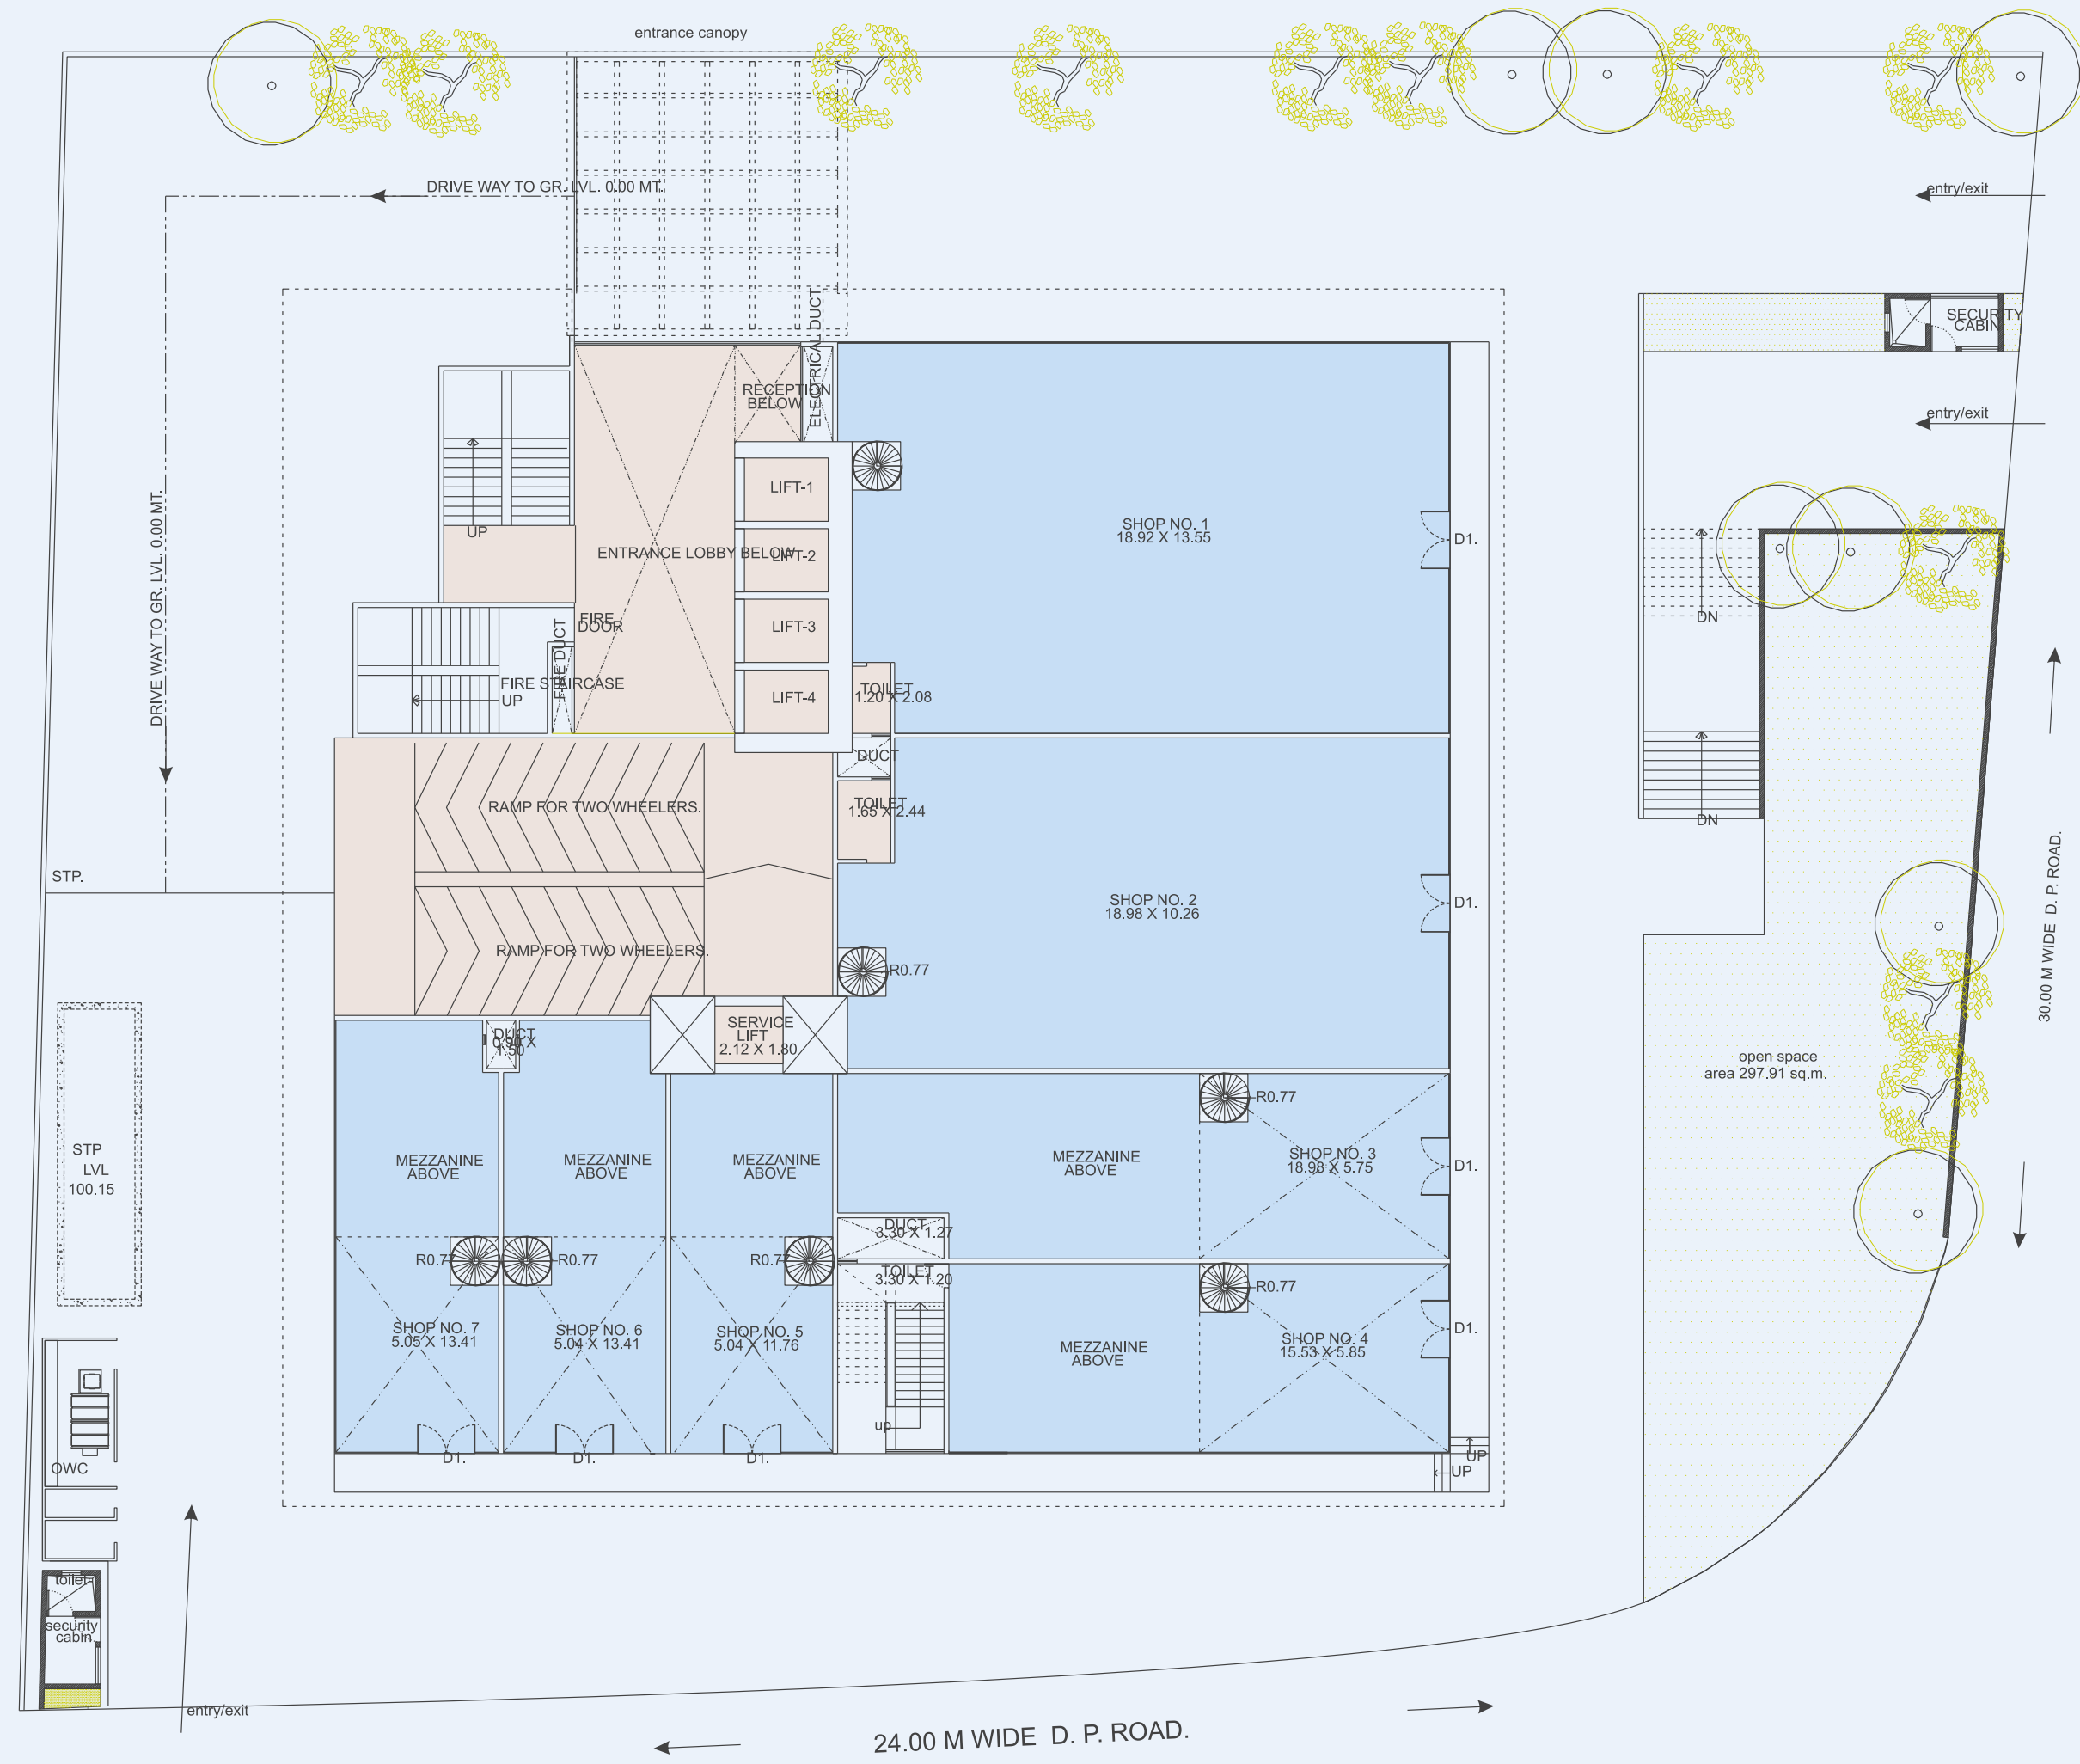 entrance canopy
DRIVE WAY TO GR. LVL. 0.00 MT.
entry/exit
SECURITY
CABIN
entry/exit
ELECTRICAL DUCT
RECEPTION
BELOW
LIFT-1
SHOP NO. 1
18.92 X 13.55
D1.
UP
ENTRANCE LOBBY BELOW
LIFT-2
DRIVE WAY TO GR. LVL. 0.00 MT.
FIRE
DOOR
LIFT-3
DN
FIRE DUCT
FIRE STAIRCASE
UP
LIFT-4
TOILET
1.20 X 2.08
DUCT
RAMP FOR TWO WHEELERS.
TOILET
1.65 X 2.44
DN
STP.
SHOP NO. 2
18.98 X 10.26
D1.
30.00 M WIDE D. P. ROAD.
RAMP FOR TWO WHEELERS.
R0.77
SERVICE
LIFT
2.12 X 1.80
DUCT
0.90 X
1.50
open space
area 297.91 sq.m.
R0.77
STP
LVL
100.15
MEZZANINE
ABOVE
MEZZANINE
ABOVE
MEZZANINE
ABOVE
MEZZANINE
ABOVE
SHOP NO. 3
18.98 X 5.75
D1.
DUCT
3.30 X 1.27
R0.77
R0.77
R0.77
TOILET
3.30 X 1.20
R0.77
SHOP NO. 7
5.05 X 13.41
SHOP NO. 6
5.04 X 13.41
SHOP NO. 5
5.04 X 11.76
MEZZANINE
ABOVE
SHOP NO. 4
15.53 X 5.85
D1.
up
D1.
D1.
D1.
UP
UP
OWC
toilet
security
cabin.
entry/exit
24.00 M WIDE D. P. ROAD.